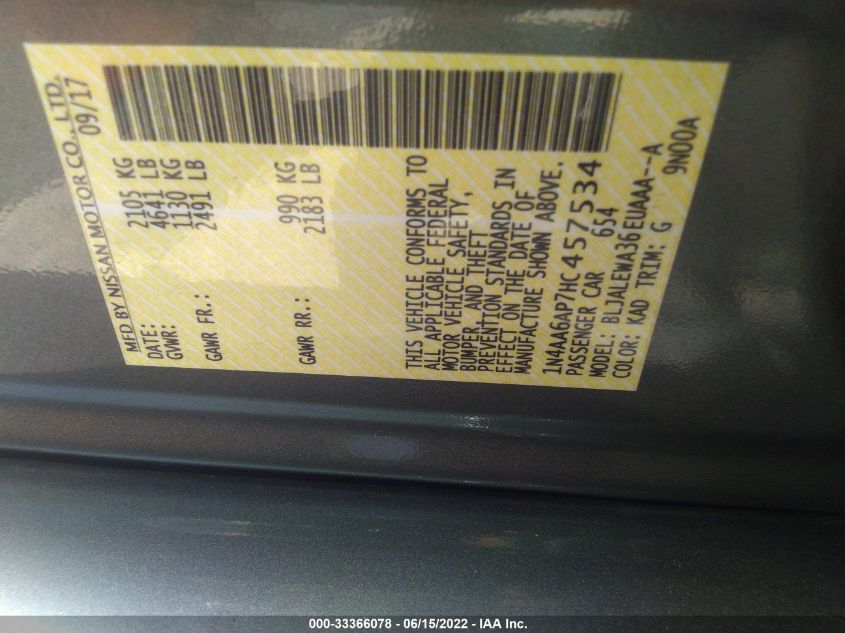 MFD BY NISSAN MOTOR CO., LTD.
DATE: 09/17
GVWR: 2105 KG
4641 LB
GAWR FR.: 1130 KG
2491 LB
GAWR RR.: 990 KG
2183 LB
THIS VEHICLE CONFORMS TO
ALL APPLICABLE FEDERAL
MOTOR VEHICLE SAFETY,
BUMPER, AND THEFT
PREVENTION STANDARDS IN
EFFECT ON THE DATE OF
MANUFACTURE SHOWN ABOVE.
1N4AA6AP7HC457534
PASSENGER CAR 654
MODEL: BLJALEWA36EUAAA--A
COLOR: KAD TRIM: G 9N00A
000-33366078 - 06/15/2022 - IAA Inc.